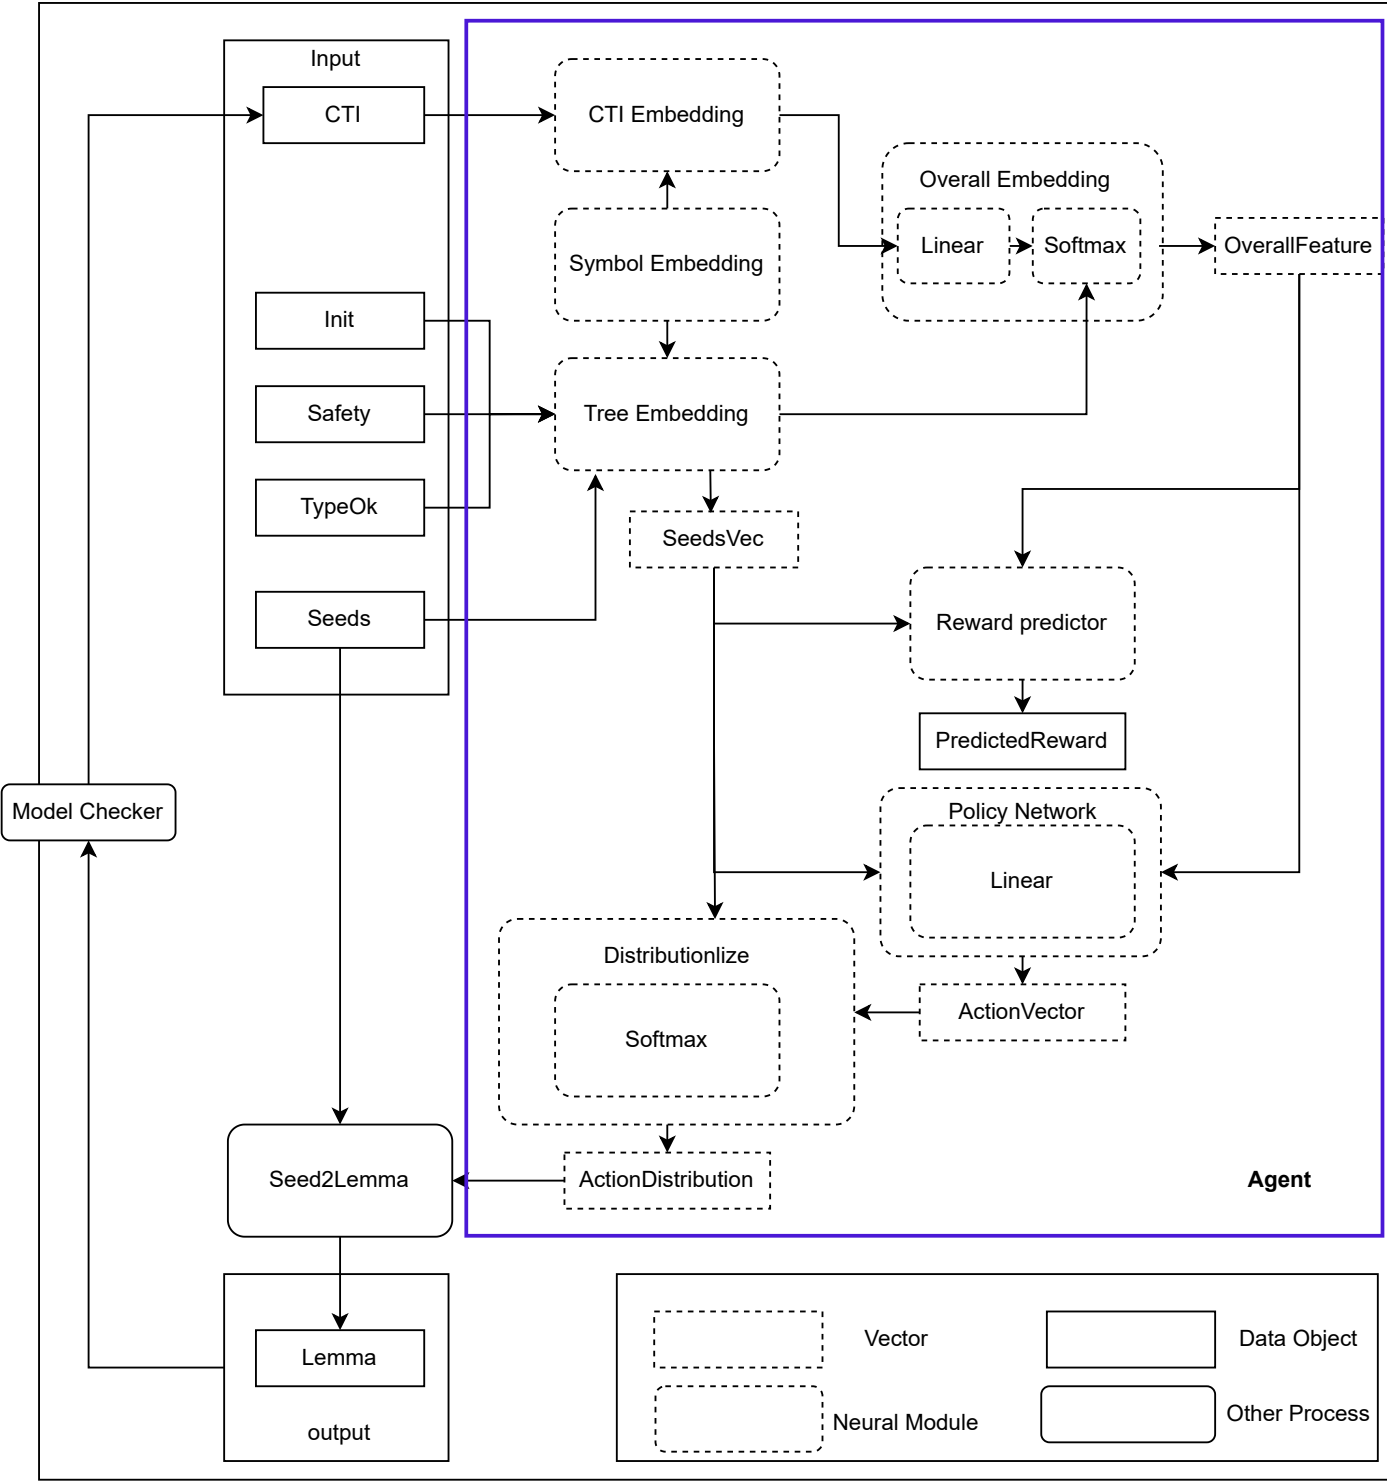 Input
CTI
CTI Embedding
Overall Embedding
Linear
Softmax
OverallFeature
Symbol Embedding
Init
Safety
Tree Embedding
TypeOk
SeedsVec
Seeds
Reward predictor
PredictedReward
Model Checker
Policy Network
Linear
Distributionlize
Softmax
ActionVector
Seed2Lemma
ActionDistribution
Agent
Lemma
output
Vector
Data Object
Neural Module
Other Process